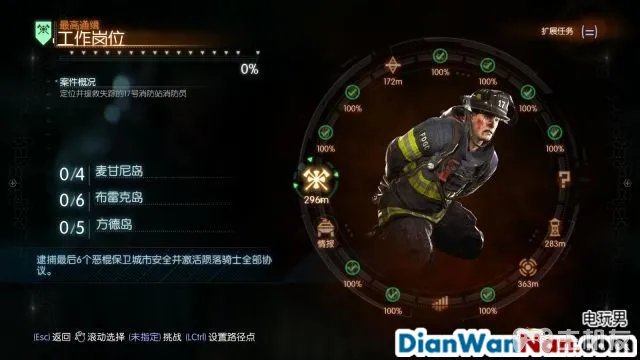 最高通缉
工作岗位
扩展任务 (=)
0%
案件概况
定位并援救失踪的17号消防站消防员
0/4 麦甘尼岛
0/6 布雷克岛
0/5 方德岛
逮捕最后6个恶棍保卫城市安全并激活陨落骑士全部协
议。
172m
100%
100%
100%
100%
100%
100%
296m
?
情报
283m
363m
100%
100%
100%
17
FDGC
(Esc) 返回 滚动选择 (未指定) 挑战 (LCtrl) 设置路径点
电玩男
DianWanNan.com